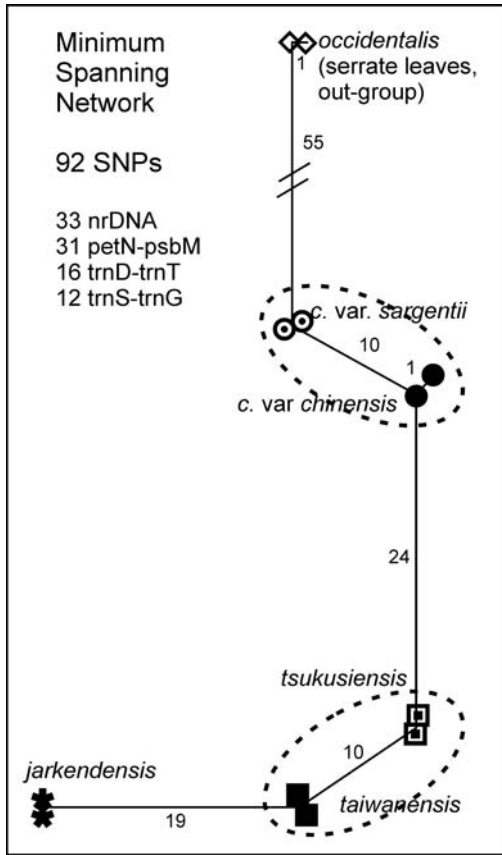 Minimum
Spanning
Network
92 SNPs
33 nrDNA
31 petN-psbM
16 trnD-trnT
12 trnS-trnG
occidentalis
(serrate leaves,
out-group)
1
55
c. var. sargentii
10
1
c. var chinensis
24
tsukusiensis
10
jarkendensis
taiwanensis
19